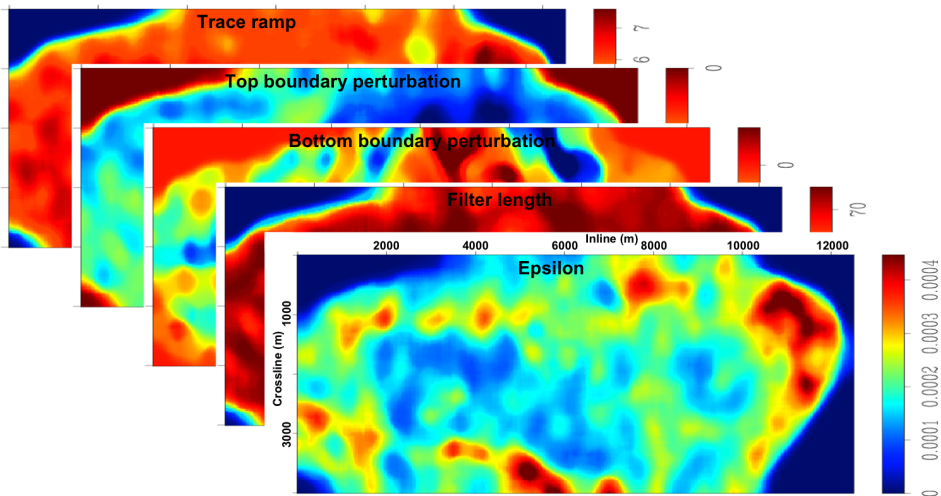 Trace ramp
7
6
Top boundary perturbation
0
Bottom boundary perturbation
0
Filter length
70
Inline (m)
2000 4000 6000 8000 10000 12000
Epsilon
Crossline (m)
1000
3000
0.0004
0.0003
0.0002
0.0001
0